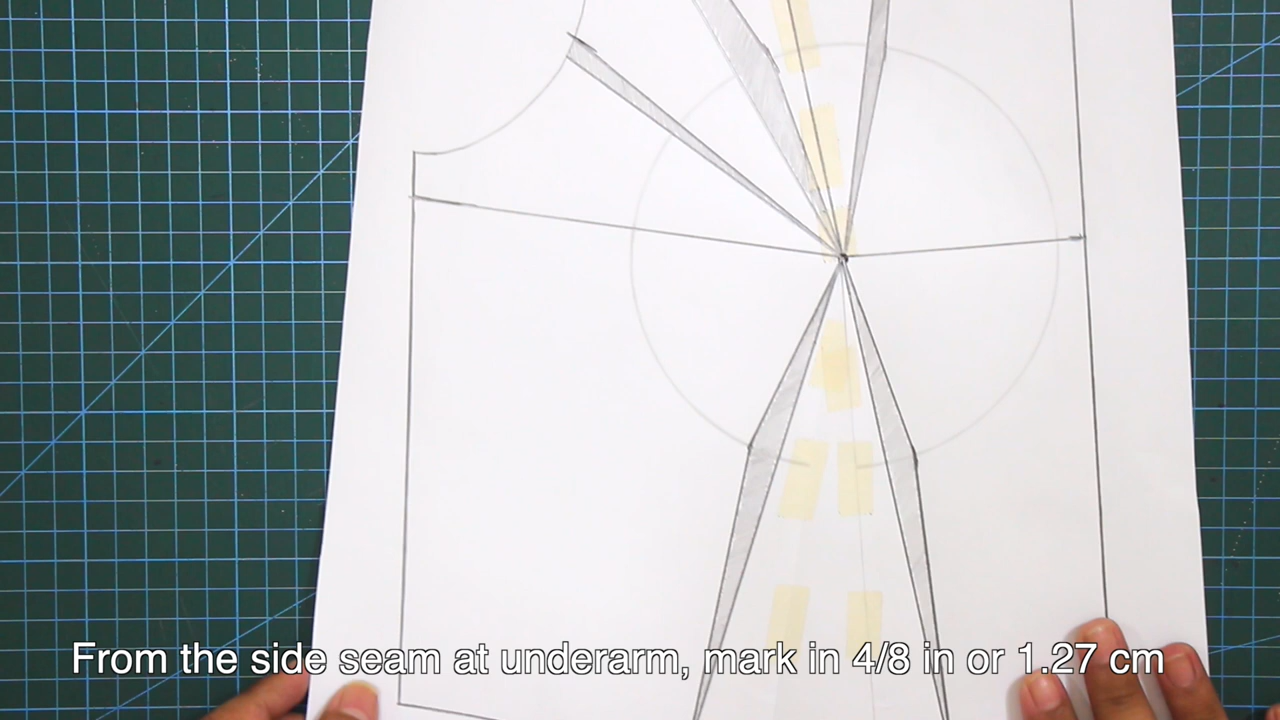 From the side seam at underarm, mark in 4/8 in or 1.27 cm